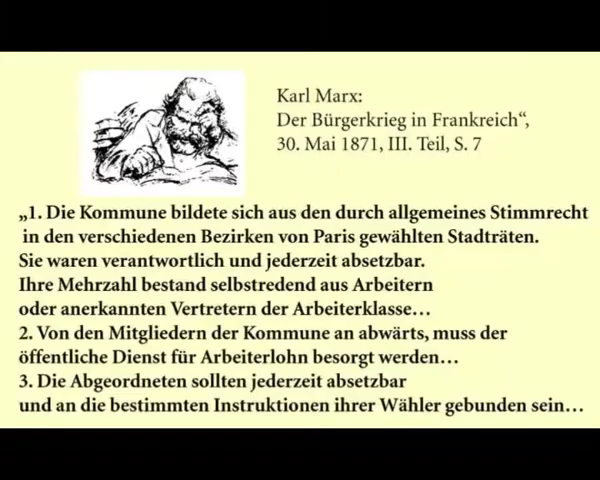 Karl Marx:
Der Bürgerkrieg in Frankreich“,
30. Mai 1871, III. Teil, S. 7
„1. Die Kommune bildete sich aus den durch allgemeines Stimmrecht
in den verschiedenen Bezirken von Paris gewählten Stadträten.
Sie waren verantwortlich und jederzeit absetzbar.
Ihre Mehrzahl bestand selbstredend aus Arbeitern
oder anerkannten Vertretern der Arbeiterklasse…
2. Von den Mitgliedern der Kommune an abwärts, muss der
öffentliche Dienst für Arbeiterlohn besorgt werden…
3. Die Abgeordneten sollten jederzeit absetzbar
und an die bestimmten Instruktionen ihrer Wähler gebunden sein…